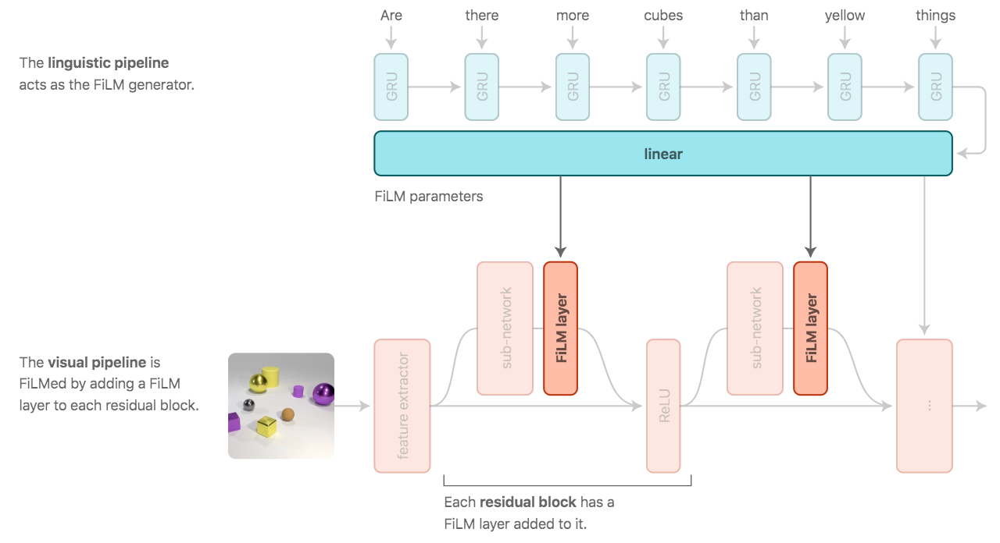 Are there more cubes than yellow things
The linguistic pipeline
acts as the FiLM generator.
GRU GRU GRU GRU GRU GRU GRU
linear
FiLM parameters
sub-network
FiLM layer
sub-network
FiLM layer
The visual pipeline is
FiLMed by adding a FiLM
layer to each residual block.
feature extractor
ReLU
...
Each residual block has a
FiLM layer added to it.